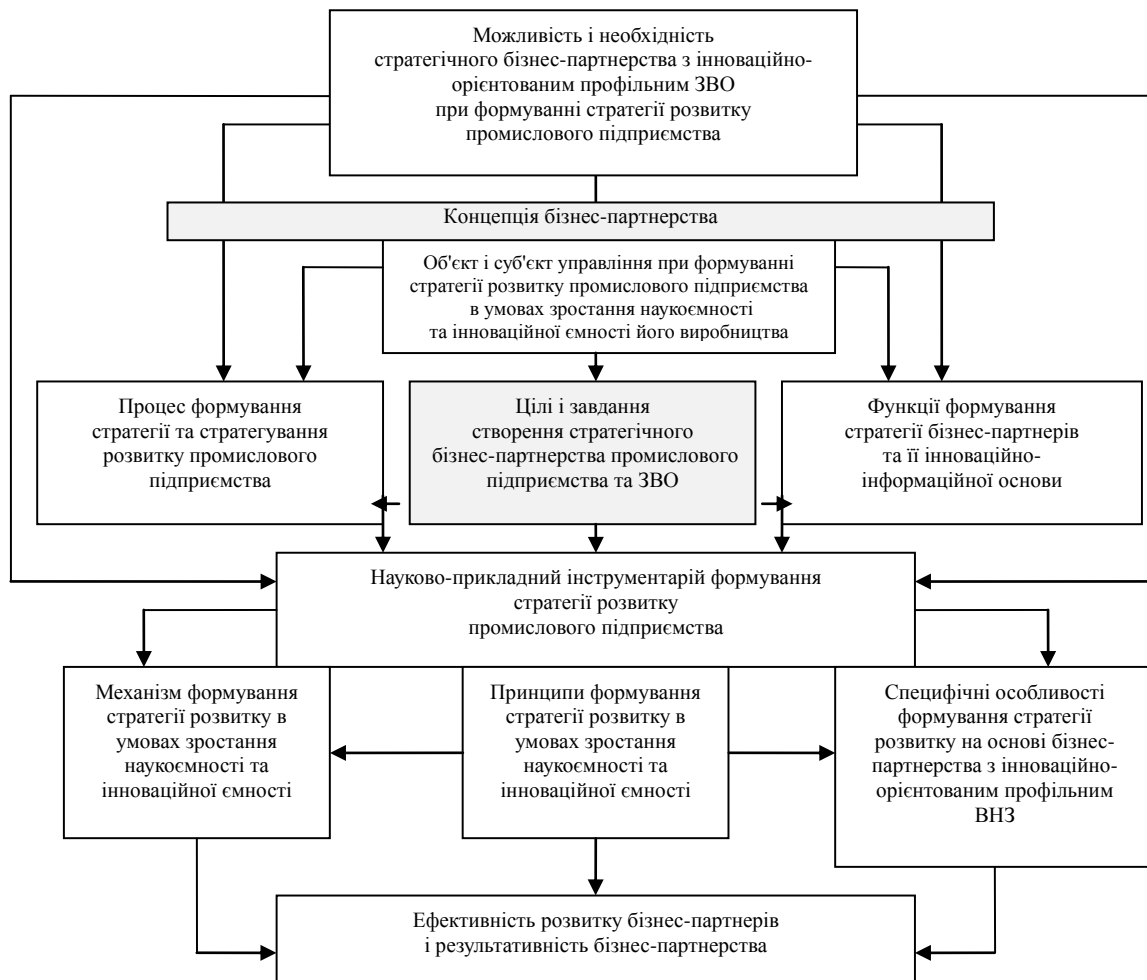 Можливість і необхідність
стратегічного бізнес-партнерства з інноваційно-
орієнтованим профільним ЗВО
при формуванні стратегії розвитку
промислового підприємства
Концепція бізнес-партнерства
Об'єкт і суб'єкт управління при формуванні
стратегії розвитку промислового підприємства
в умовах зростання наукоємності
та інноваційної ємності його виробництва
Процес формування
стратегії та стратегування
розвитку промислового
підприємства
Цілі і завдання
створення стратегічного
бізнес-партнерства промислового
підприємства та ЗВО
Функції формування
стратегії бізнес-партнерів
та її інноваційно-
інформаційної основи
Науково-прикладний інструментарій формування
стратегії розвитку
промислового підприємства
Механізм формування
стратегії розвитку в
умовах зростання
наукоємності та
інноваційної ємності
Принципи формування
стратегії розвитку в
умовах зростання
наукоємності та
інноваційної ємності
Специфічні особливості
формування стратегії
розвитку на основі бізнес-
партнерства з інноваційно-
орієнтованим профільним
ВНЗ
Ефективність розвитку бізнес-партнерів
і результативність бізнес-партнерства